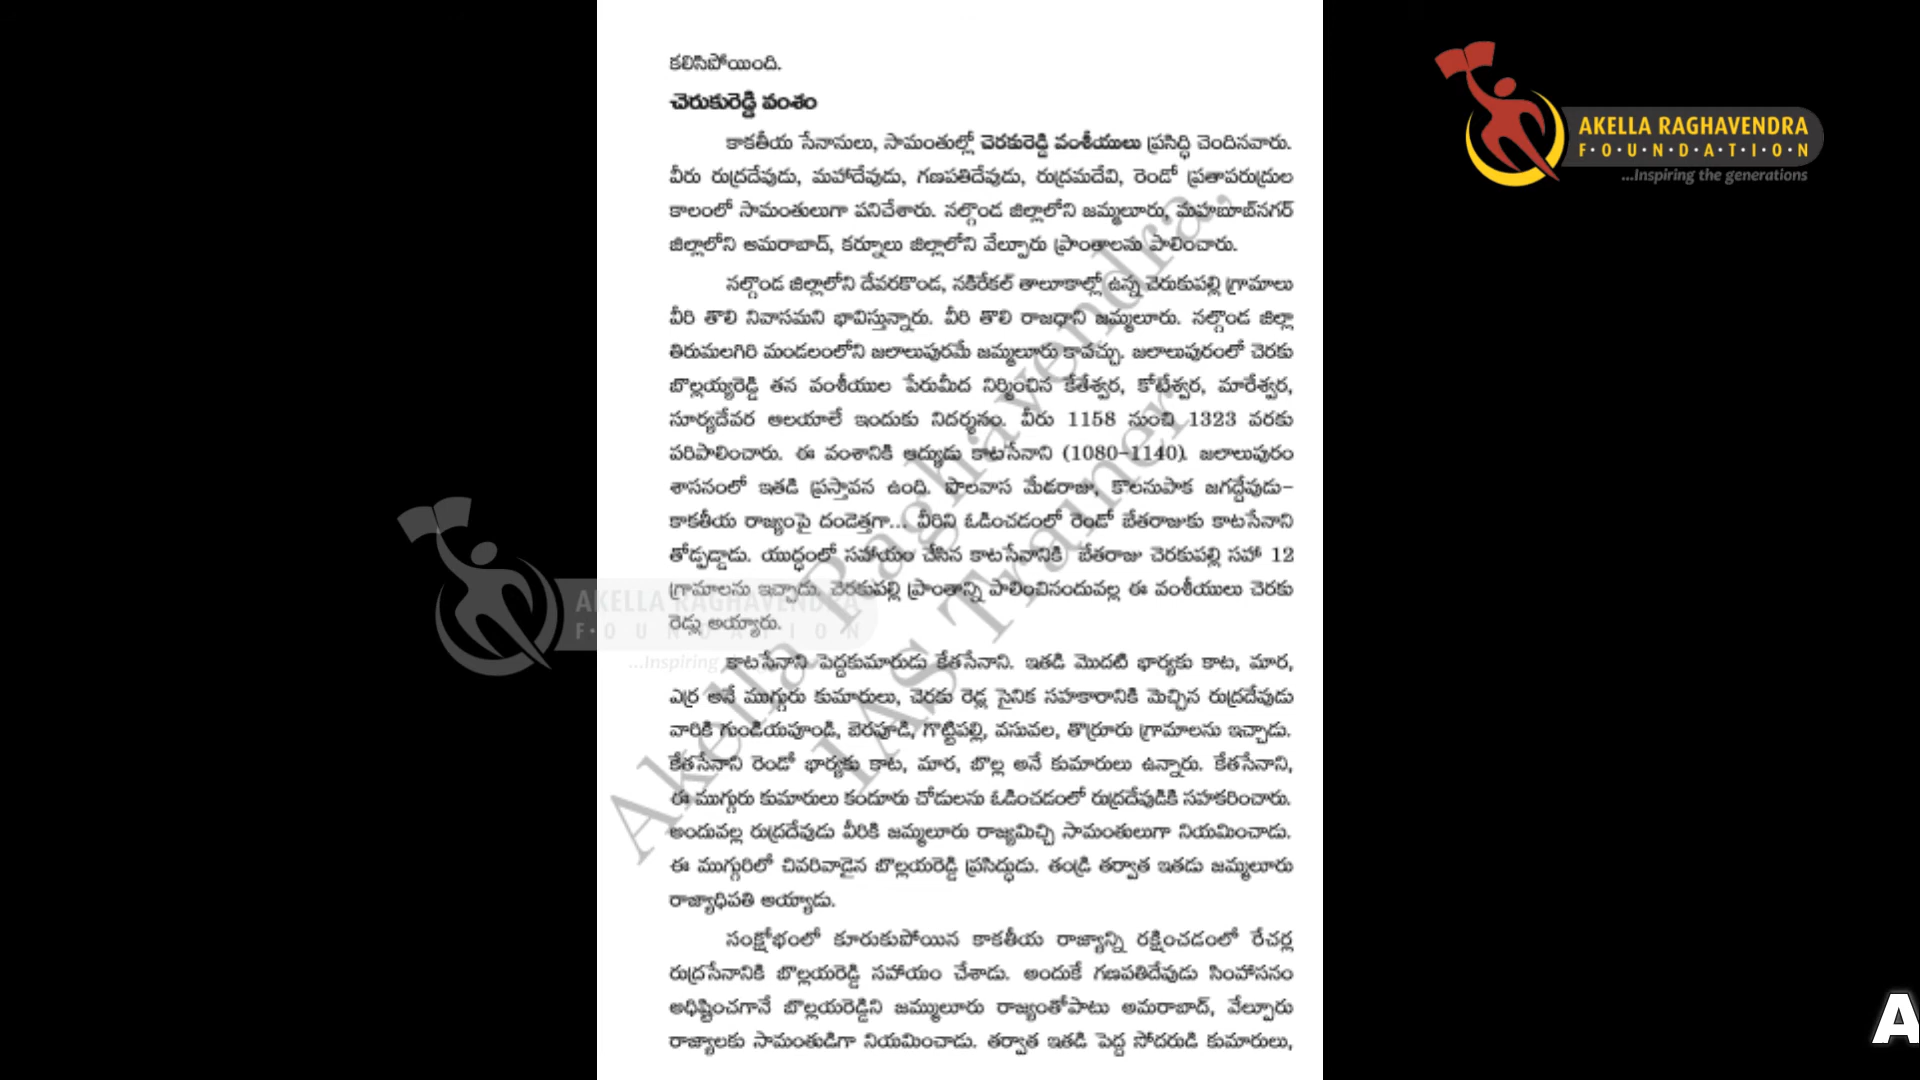 కలిసిపోయింది.
చెరుకురెడ్డి వంశం
కాకతీయ సేనానులు, సామంతుల్లో చెరకురెడ్డి వంశీయులు ప్రసిద్ధి చెందినవారు.
వీరు రుద్రదేవుడు, మహాదేవుడు, గణపతిదేవుడు, రుద్రమదేవి, రెండో ప్రతాపరుద్రుల
కాలంలో సామంతులుగా పనిచేశారు. నల్గొండ జిల్లాలోని జమ్మలూరు, మహబూబ్‌నగర్
జిల్లాలోని అమరాబాద్, కర్నూలు జిల్లాలోని వేల్పూరు ప్రాంతాలను పాలించారు.
నల్గొండ జిల్లాలోని దేవరకొండ, నకిరేకల్ తాలూకాల్లో ఉన్న చెరుకుపల్లి గ్రామాలు
వీరి తొలి నివాసమని భావిస్తున్నారు. వీరి తొలి రాజధాని జమ్మలూరు. నల్గొండ జిల్లా
తిరుమలగిరి మండలంలోని జలాలుపురమే జమ్మలూరు కావచ్చు. జలాలుపురంలో చెరకు
బొల్లయ్యరెడ్డి తన వంశీయుల పేరుమీద నిర్మించిన కేతేశ్వర, కోటేశ్వర, మారేశ్వర,
సూర్యదేవర ఆలయాలే ఇందుకు నిదర్శనం. వీరు 1158 నుంచి 1323 వరకు
పరిపాలించారు. ఈ వంశానికి ఆద్యుడు కాటసేనాని (1080-1140). జలాలుపురం
శాసనంలో ఇతడి ప్రస్తావన ఉంది. పొలవాస మేడరాజు, కొలనుపాక జగద్దేవుడు-
కాకతీయ రాజ్యంపై దండెత్తగా... వీరిని ఓడించడంలో రెండో బేతరాజుకు కాటసేనాని
తోడ్పడ్డాడు. యుద్ధంలో సహాయం చేసిన కాటసేనానికి బేతరాజు చెరకుపల్లి సహా 12
గ్రామాలను ఇచ్చాడు. చెరకుపల్లి ప్రాంతాన్ని పాలించినందువల్ల ఈ వంశీయులు చెరకు
రెడ్లు అయ్యారు.
కాటసేనాని పెద్దకుమారుడు కేతసేనాని. ఇతడి మొదటి భార్యకు కాట, మార,
ఎర్ర అనే ముగ్గురు కుమారులు, చెరకు రెడ్ల సైనిక సహకారానికి మెచ్చిన రుద్రదేవుడు
వారికి గుండియపూండి, బెరపూడి, గొట్టిపల్లి, వసువల, తొర్రూరు గ్రామాలను ఇచ్చాడు.
కేతసేనాని రెండో భార్యకు కాట, మార, బొల్ల అనే కుమారులు ఉన్నారు. కేతసేనాని,
ఈ ముగ్గురు కుమారులు కందూరు చోడులను ఓడించడంలో రుద్రదేవుడికి సహకరించారు.
అందువల్ల రుద్రదేవుడు వీరికి జమ్మలూరు రాజ్యమిచ్చి సామంతులుగా నియమించాడు.
ఈ ముగ్గురిలో చివరివాడైన బొల్లయరెడ్డి ప్రసిద్ధుడు. తండ్రి తర్వాత ఇతడు జమ్మలూరు
రాజ్యాధిపతి అయ్యాడు.
సంక్షోభంలో కూరుకుపోయిన కాకతీయ రాజ్యాన్ని రక్షించడంలో రేచర్ల
రుద్రసేనానికి బొల్లయరెడ్డి సహాయం చేశాడు. అందుకే గణపతిదేవుడు సింహాసనం
అధిష్టించగానే బొల్లయరెడ్డిని జమ్ములూరు రాజ్యంతోపాటు అమరాబాద్, వేల్పూరు
రాజ్యాలకు సామంతుడిగా నియమించాడు. తర్వాత ఇతడి పెద్ద సోదరుడి కుమారులు,
AKELLA RAGHAVENDRA
F·O·U·N·D·A·T·I·O·N
...Inspiring the generations
AKELLA RAGHAVENDRA
F·O U N D A T I O N
...Inspiring
Akella Raghavendra,
IAS Trainer
A